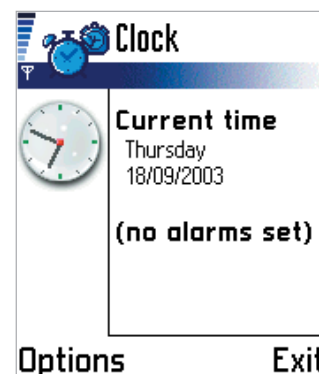 Clock
Current time
Thursday
18/09/2003
(no alarms set)
Options Exit